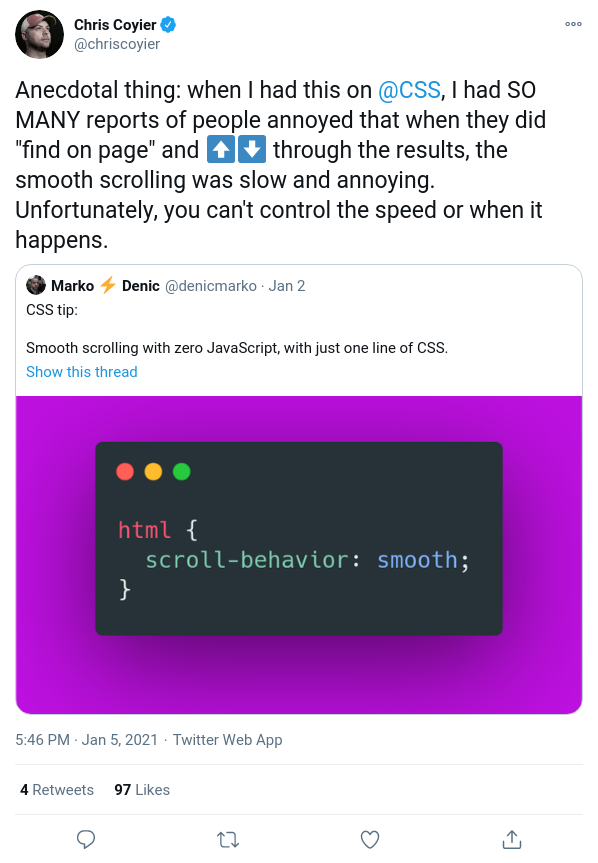 Chris Coyier
@chriscoyier
Anecdotal thing: when I had this on @CSS, I had SO
MANY reports of people annoyed that when they did
"find on page" and ⬆️⬇️ through the results, the
smooth scrolling was slow and annoying.
Unfortunately, you can't control the speed or when it
happens.
Marko ⚡ Denic @denicmarko · Jan 2
CSS tip:
Smooth scrolling with zero JavaScript, with just one line of CSS.
Show this thread
html {
scroll-behavior: smooth;
}
5:46 PM · Jan 5, 2021 · Twitter Web App
4 Retweets 97 Likes